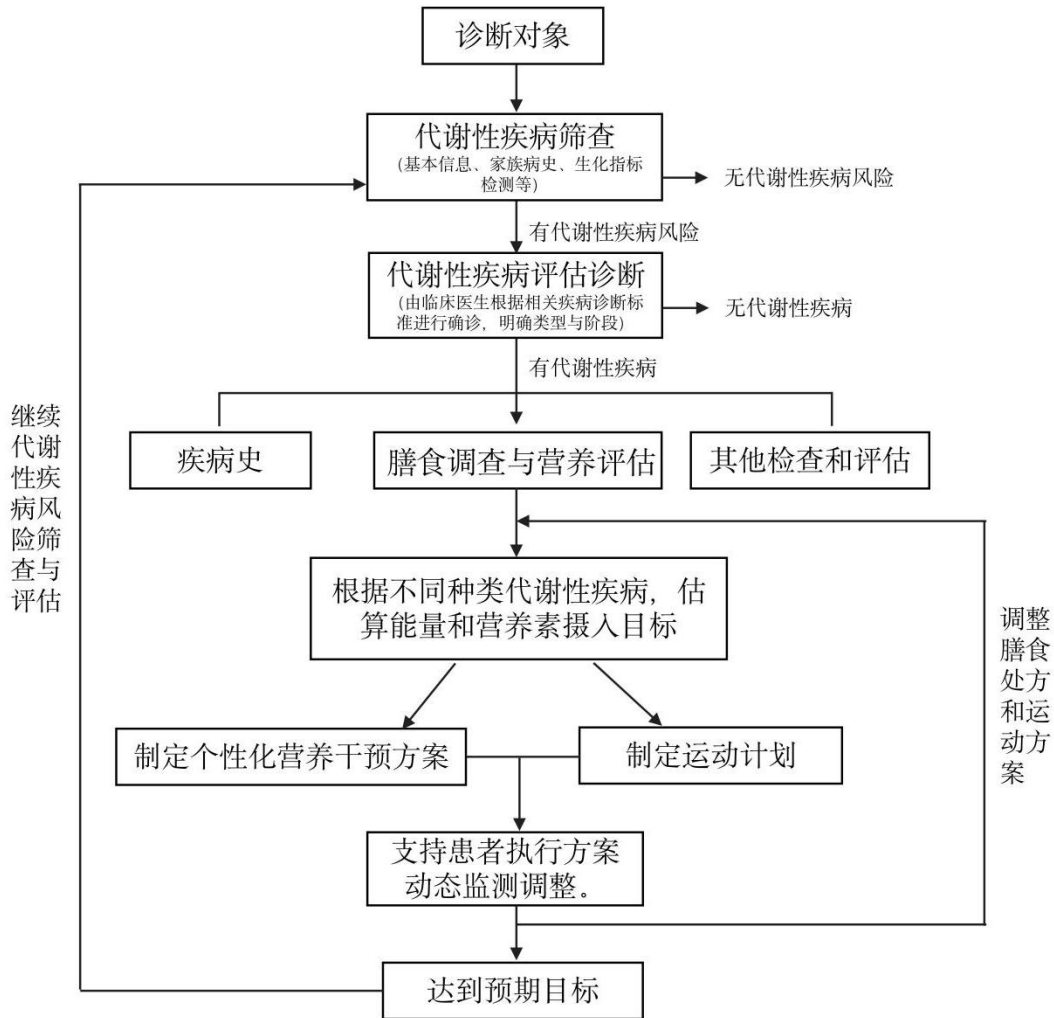 诊断对象
代谢性疾病筛查
(基本信息、家族病史、生化指标
检测等)
无代谢性疾病风险
有代谢性疾病风险
代谢性疾病评估诊断
(由临床医生根据相关疾病诊断标
准进行确诊，明确类型与阶段)
无代谢性疾病
有代谢性疾病
疾病史
膳食调查与营养评估
其他检查和评估
继续
代谢
性疾
病风
险筛
查与
评估
根据不同种类代谢性疾病，估
算能量和营养素摄入目标
调整
膳食
处方
和运
动方
案
制定个性化营养干预方案
制定运动计划
支持患者执行方案
动态监测调整。
达到预期目标